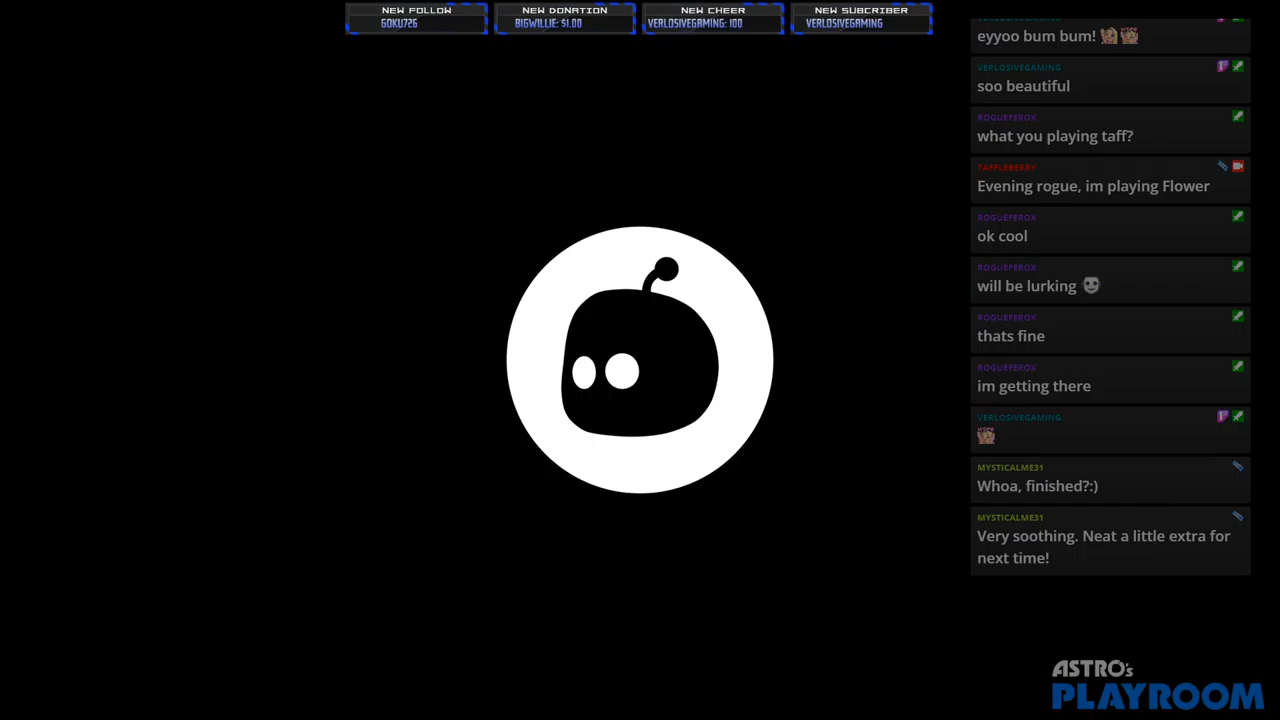 NEW FOLLOW
GOKU726
NEW DONATION
BIGWILLIE: $1.00
NEW CHEER
VERLOSIVEGAMING: 100
NEW SUBCRIBER
VERLOSIVEGAMING
VERLOSIVEGAMING
eyyoo bum bum!
VERLOSIVEGAMING
soo beautiful
ROGUEFEROX
what you playing taff?
TAFFLEBERRY
Evening rogue, im playing Flower
ROGUEFEROX
ok cool
ROGUEFEROX
will be lurking
ROGUEFEROX
thats fine
ROGUEFEROX
im getting there
VERLOSIVEGAMING
MYSTICALME31
Whoa, finished?:)
MYSTICALME31
Very soothing. Neat a little extra for
next time!
ASTRO's
PLAYROOM